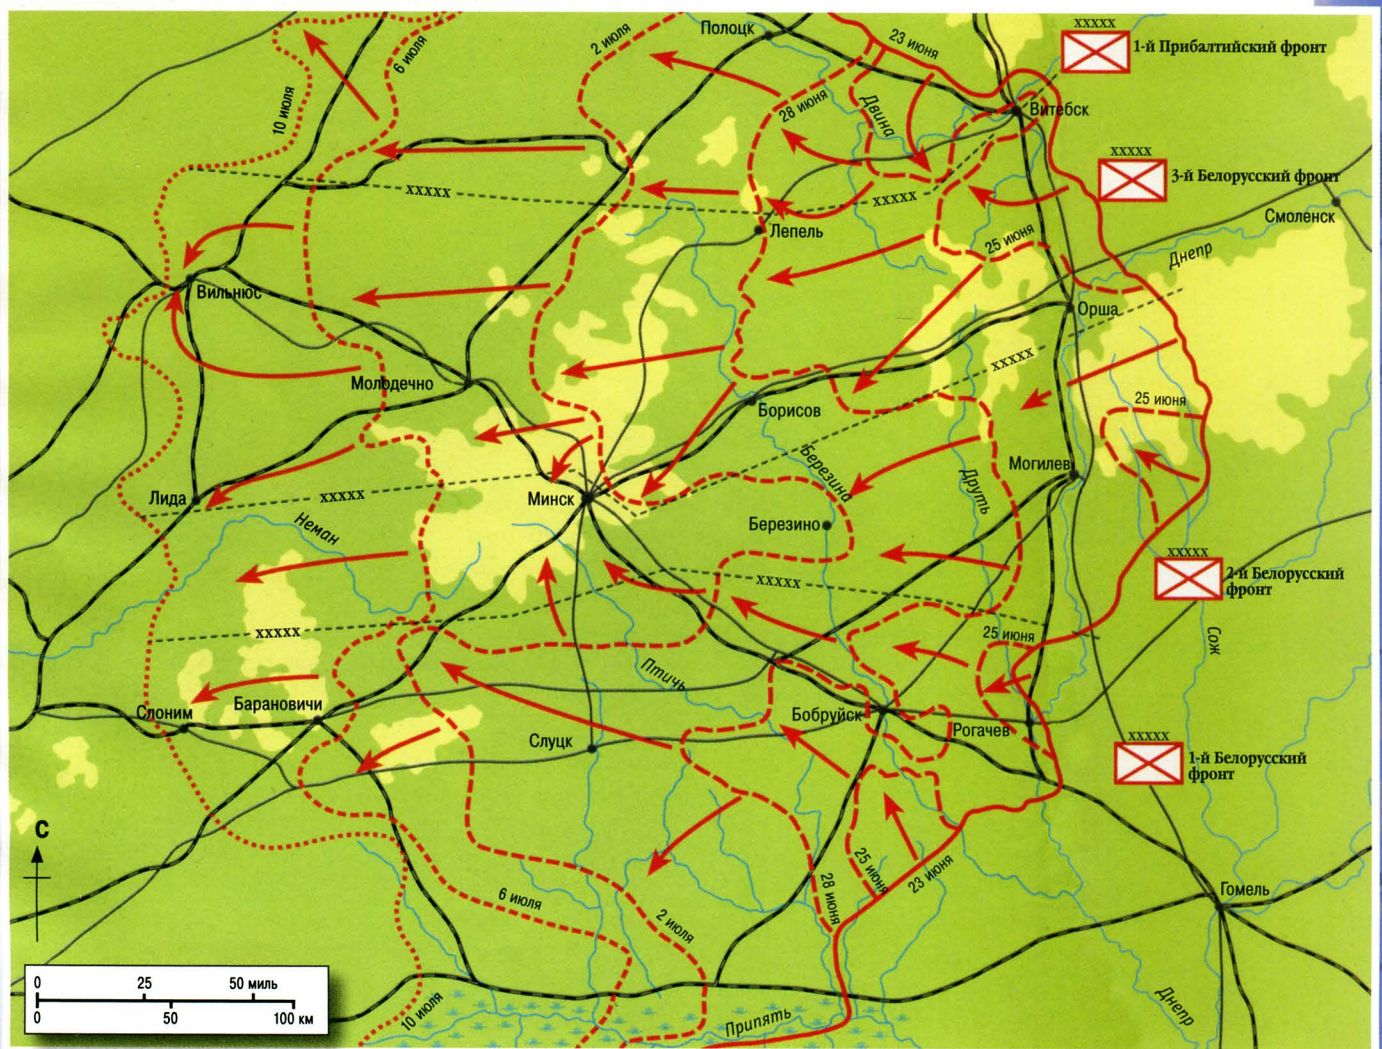 XXXXX
1-й Прибалтийский фронт
Полоцк
23 июня
2 июля
6 июля
10 июля
28 июня
Двина
Витебск
XXXXX
3-й Белорусский фронт
Смоленск
XXXXX
XXXXX
Лепель
25 июня
Днепр
Вильнюс
Орша
XXXXX
Молодечно
Борисов
25 июня
Могилев
Березина
Друть
Лида
XXXXX
Минск
Неман
Березино
XXXXX
2-й Белорусский
фронт
XXXXX
XXXXX
25 июня
Сож
Птичь
Барановичи
Слоним
Бобруйск
Рогачев
Слуцк
XXXXX
1-й Белорусский
фронт
С
25 июня
23 июня
28 июня
6 июля
2 июля
Гомель
0 25 50 миль
0 50 100 км
10 июля
Припять
Днепр